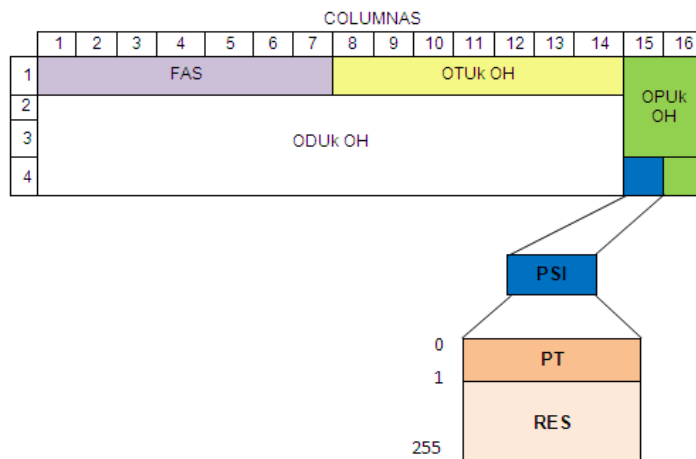 COLUMNAS
1 2 3 4 5 6 7 8 9 10 11 12 13 14 15 16
1 FAS OTUk OH OPUk OH
2
3 ODUk OH
4
PSI
0
PT
1
RES
255